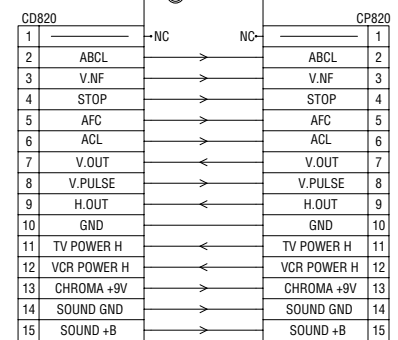 CD820 CP820
1 NC NC 1
2 ABCL ABCL 2
3 V.NF V.NF 3
4 STOP STOP 4
5 AFC AFC 5
6 ACL ACL 6
7 V.OUT V.OUT 7
8 V.PULSE V.PULSE 8
9 H.OUT H.OUT 9
10 GND GND 10
11 TV POWER H TV POWER H 11
12 VCR POWER H VCR POWER H 12
13 CHROMA +9V CHROMA +9V 13
14 SOUND GND SOUND GND 14
15 SOUND +B SOUND +B 15